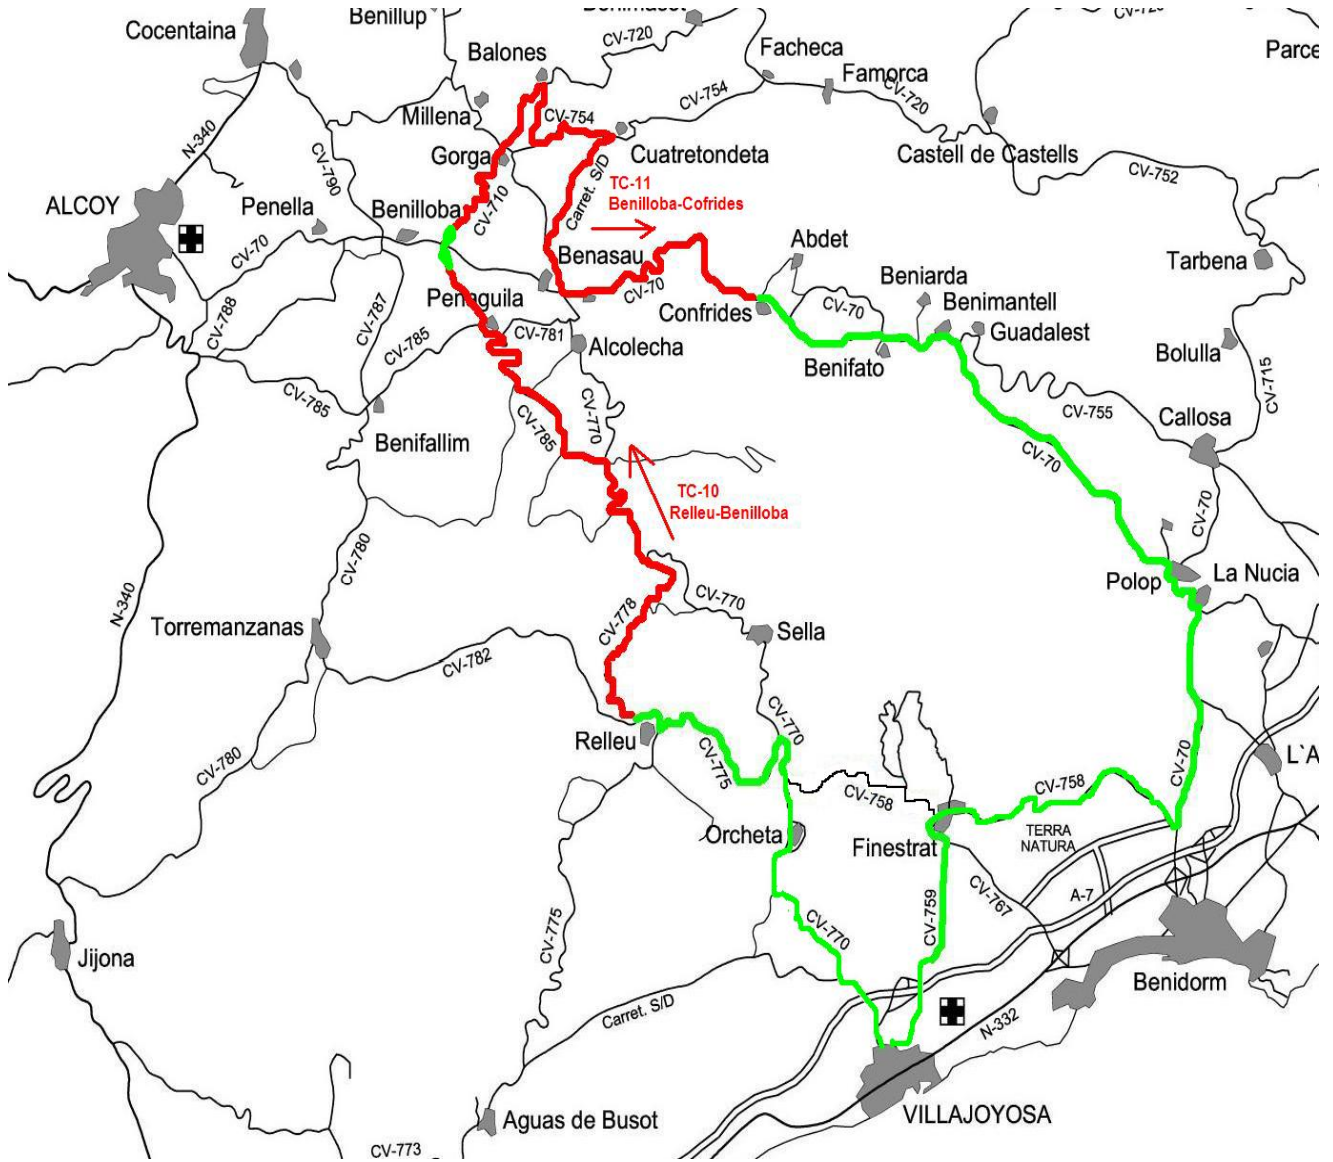 Benillup
Benimasot
CV-720
Cocentaina
CV-720
Balones
Facheca
Parce
Famorca
CV-754
CV-720
Millena
CV-754
N-340
Gorga
Cuatretondeta
Castell de Castells
CV-790
CV-752
Carret. S/D
TC-11
Benilloba-Cofrides
ALCOY
Penella
Benilloba
CV-710
Abdet
CV-70
Benasau
Tarbena
Beniarda
CV-70
Penaguila
Benimantell
CV-788
CV-787
Confrides
CV-70
Guadalest
CV-781
Alcolecha
Bolulla
CV-785
Benifato
CV-715
CV-785
CV-770
CV-755
Callosa
CV-785
Benifallim
CV-70
TC-10
Relleu-Benilloba
CV-70
CV-780
Polop
La Nucia
N-340
CV-770
Torremanzanas
CV-778
Sella
CV-782
CV-770
Relleu
CV-780
CV-775
CV-70
L`A
CV-758
CV-758
Orcheta
Finestrat
TERRA
NATURA
CV-767
A-7
CV-759
CV-775
CV-770
Jijona
Benidorm
Carret. S/D
N-332
Aguas de Busot
VILLAJOYOSA
CV-773